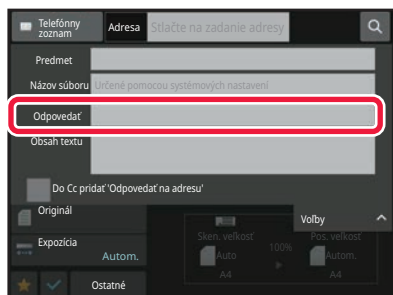 Telefónny
zoznam
Adresa
Stlačte na zadanie adresy
Predmet
Názov súboru
Určené pomocou systémových nastavení
Odpovedať
Obsah textu
Do Cc pridať 'Odpovedať na adresu'
Originál
Voľby
Expozícia
Autom.
Sken. veľkosť
Auto
A4
100%
Pos. veľkosť
Autom.
A4
Ostatné